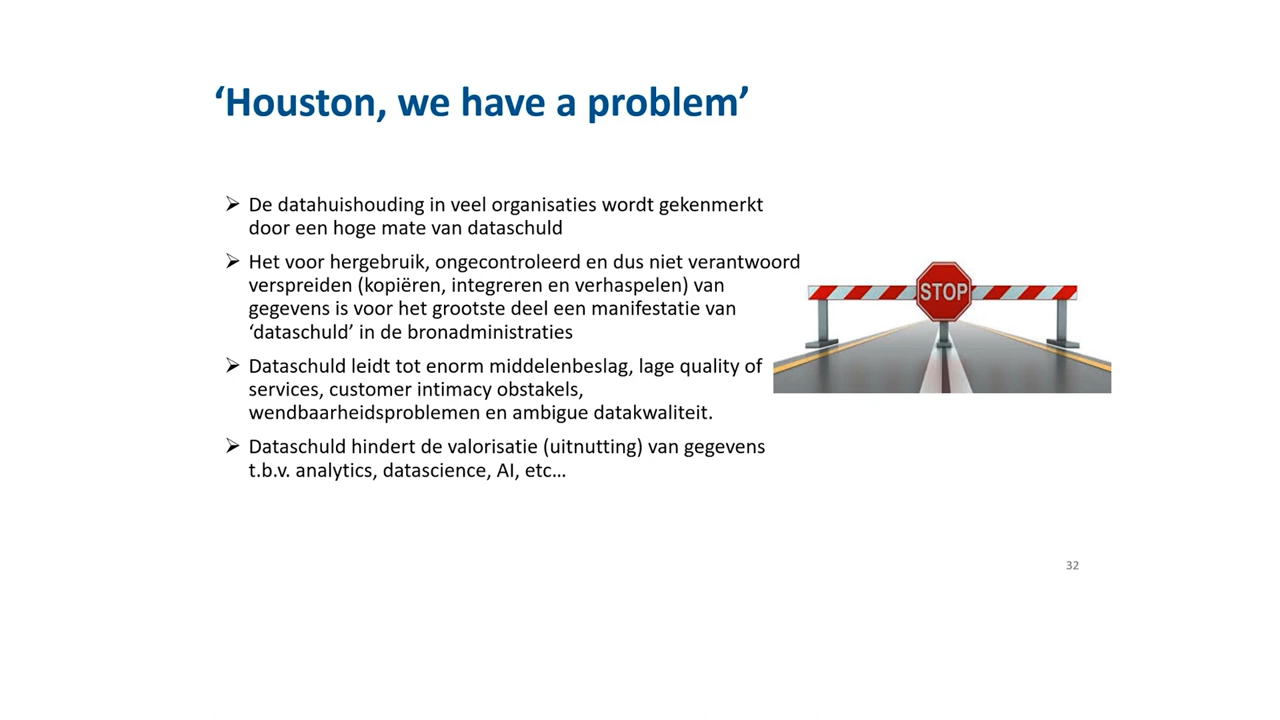 ‘Houston, we have a problem’
➢ De datahuishouding in veel organisaties wordt gekenmerkt
door een hoge mate van dataschuld
➢ Het voor hergebruik, ongecontroleerd en dus niet verantwoord
verspreiden (kopiëren, integreren en verhaspelen) van
gegevens is voor het grootste deel een manifestatie van
‘dataschuld’ in de bronadministraties
➢ Dataschuld leidt tot enorm middelenbeslag, lage quality of
services, customer intimacy obstakels,
wendbaarheidsproblemen en ambigue datakwaliteit.
➢ Dataschuld hindert de valorisatie (uitnutting) van gegevens
t.b.v. analytics, datascience, AI, etc…
STOP
32